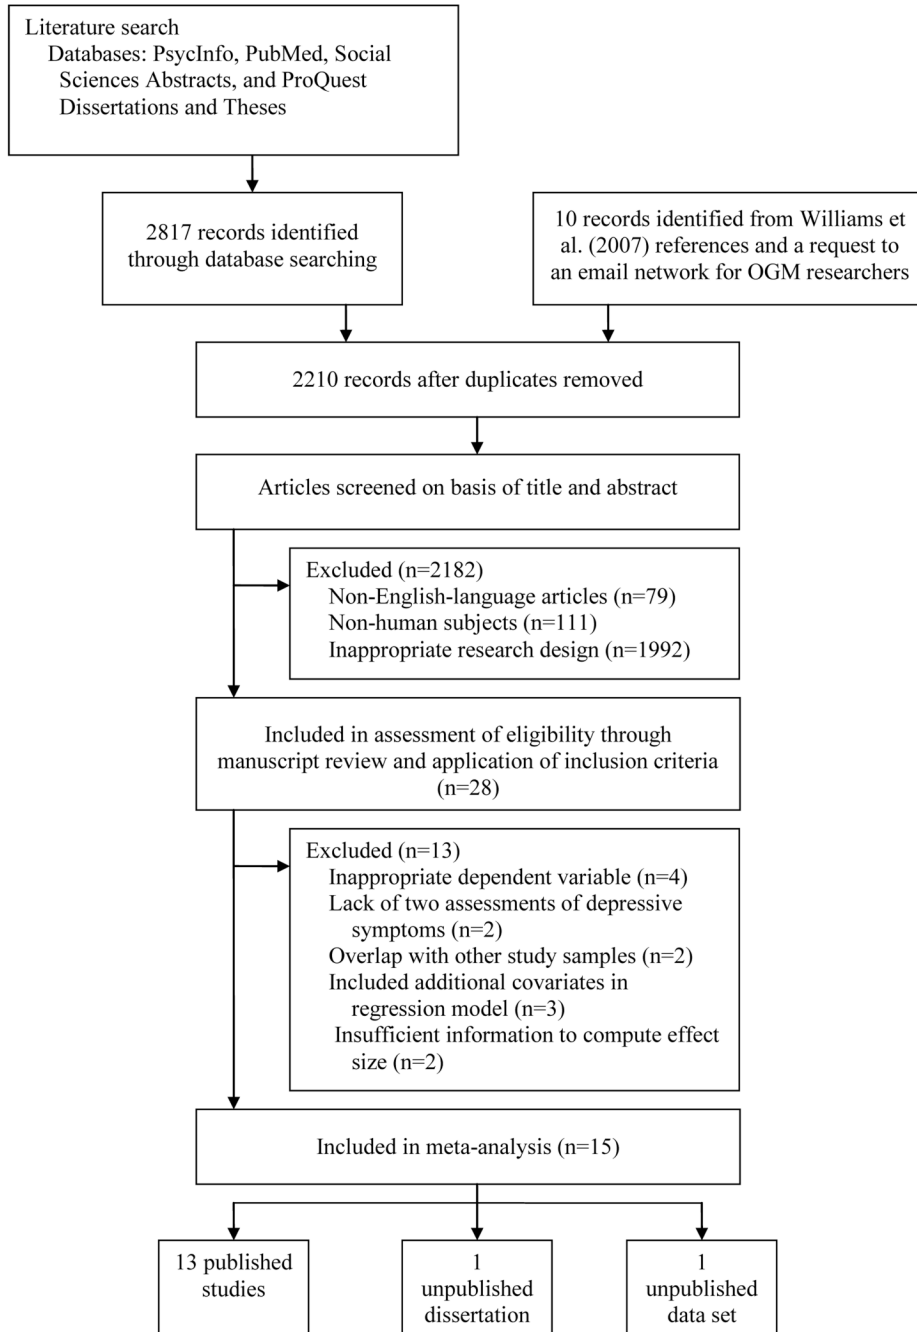 Literature search
Databases: PsycInfo, PubMed, Social
Sciences Abstracts, and ProQuest
Dissertations and Theses
2817 records identified
through database searching
10 records identified from Williams et
al. (2007) references and a request to
an email network for OGM researchers
2210 records after duplicates removed
Articles screened on basis of title and abstract
Excluded (n=2182)
Non-English-language articles (n=79)
Non-human subjects (n=111)
Inappropriate research design (n=1992)
Included in assessment of eligibility through
manuscript review and application of inclusion criteria
(n=28)
Excluded (n=13)
Inappropriate dependent variable (n=4)
Lack of two assessments of depressive
symptoms (n=2)
Overlap with other study samples (n=2)
Included additional covariates in
regression model (n=3)
Insufficient information to compute effect
size (n=2)
Included in meta-analysis (n=15)
13 published
studies
1
unpublished
dissertation
1
unpublished
data set